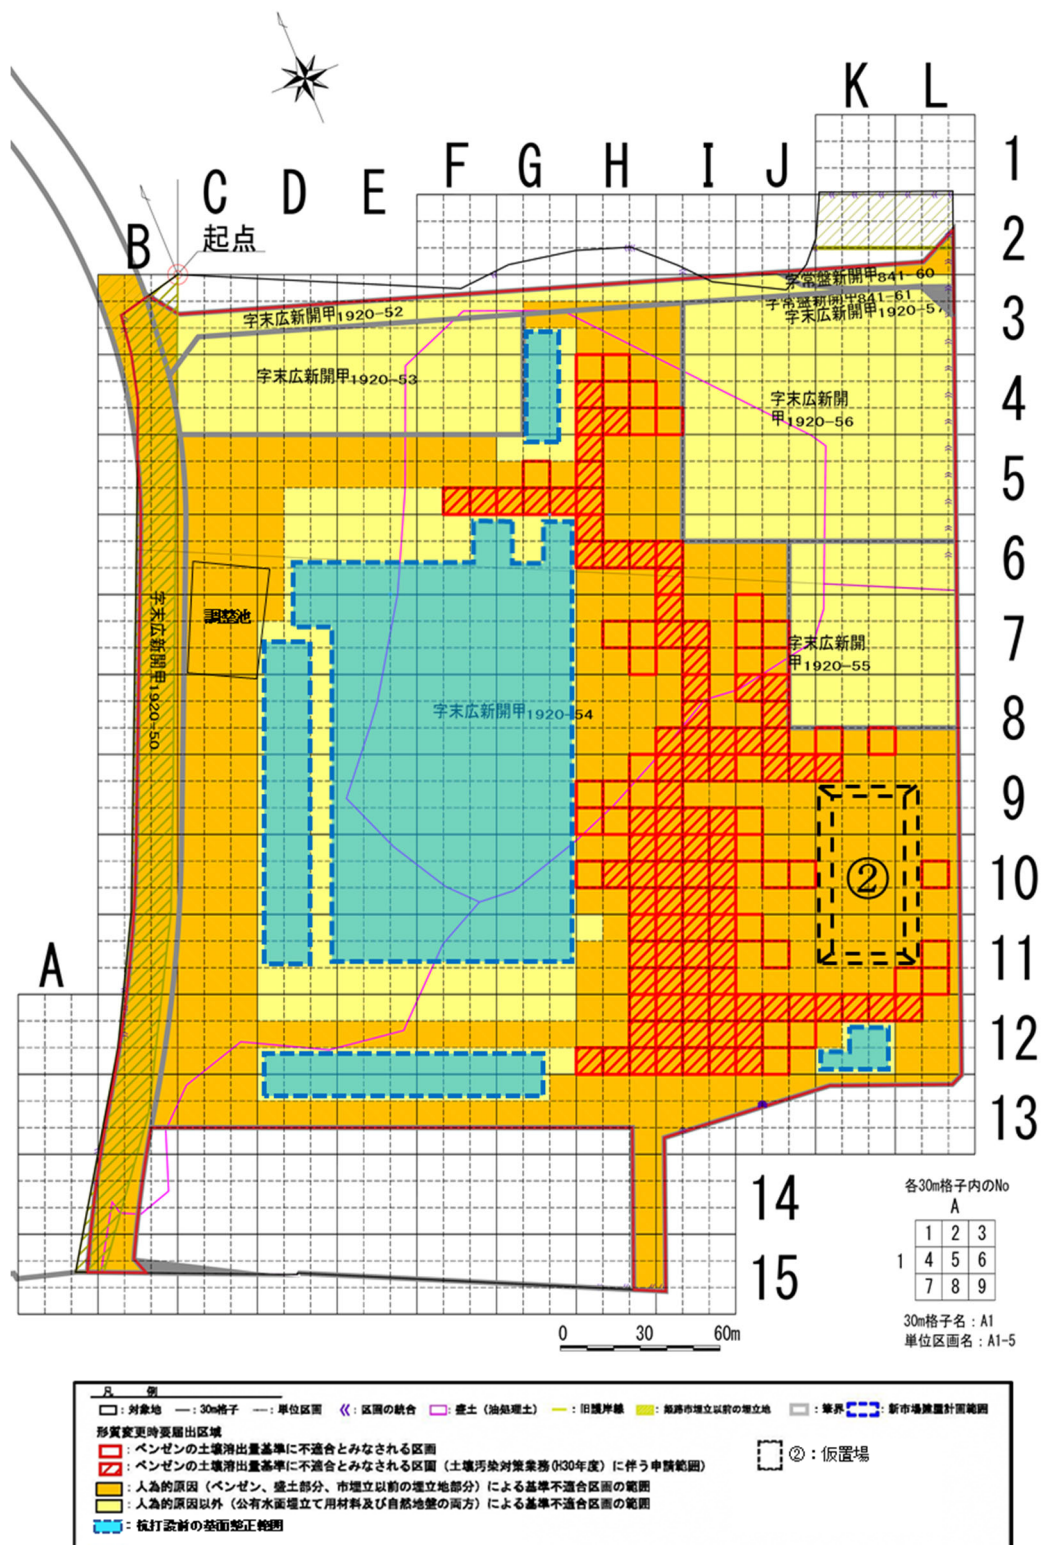 K L
1
F G H I J
C D E
B
起点
2
字常盤新開甲841-60
字常盤新開甲841-61
字末広新開甲1920-57
字末広新開甲1920-52
3
字末広新開甲1920-53
字末広新開
甲1920-56
4
5
6
調整池
字末広新開甲1920-50
字末広新開
甲1920-55
7
字末広新開甲1920-54
8
9
②
10
A
11
12
13
14
15
各30m格子内のNo
A
1 2 3
1 4 5 6
7 8 9
30m格子名：A1
単位区画名：A1-5
0 30 60m
凡 例
：対象地 ：30m格子 ：単位区画 ：区画の統合 ：盛土（油処理土） ：旧護岸線 ：姫路市埋立以前の埋立地 ：筆界 ：新市場建屋計画範囲
形質変更時要届出区域
：ベンゼンの土壌溶出量基準に不適合とみなされる区画
：ベンゼンの土壌溶出量基準に不適合とみなされる区画（土壌汚染対策業務(H30年度）に伴う申請範囲）
②：仮置場
：人為的原因（ベンゼン、盛土部分、市埋立以前の埋立地部分）による基準不適合区画の範囲
：人為的原因以外（公有水面埋立て用材料及び自然地盤の両方）による基準不適合区画の範囲
：杭打設前の基面整正範囲